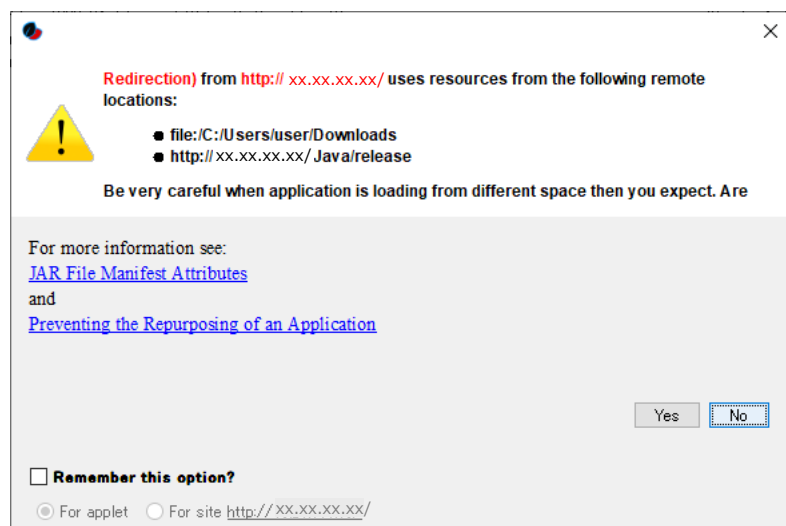 Redirection) from http:// xx.xx.xx.xx/ uses resources from the following remote
locations:
file:/C:/Users/user/Downloads
http:// xx.xx.xx.xx/ Java/release
Be very careful when application is loading from different space then you expect. Are
For more information see:
JAR File Manifest Attributes
and
Preventing the Repurposing of an Application
Yes No
Remember this option?
For applet For site http:// xx.xx.xx.xx/